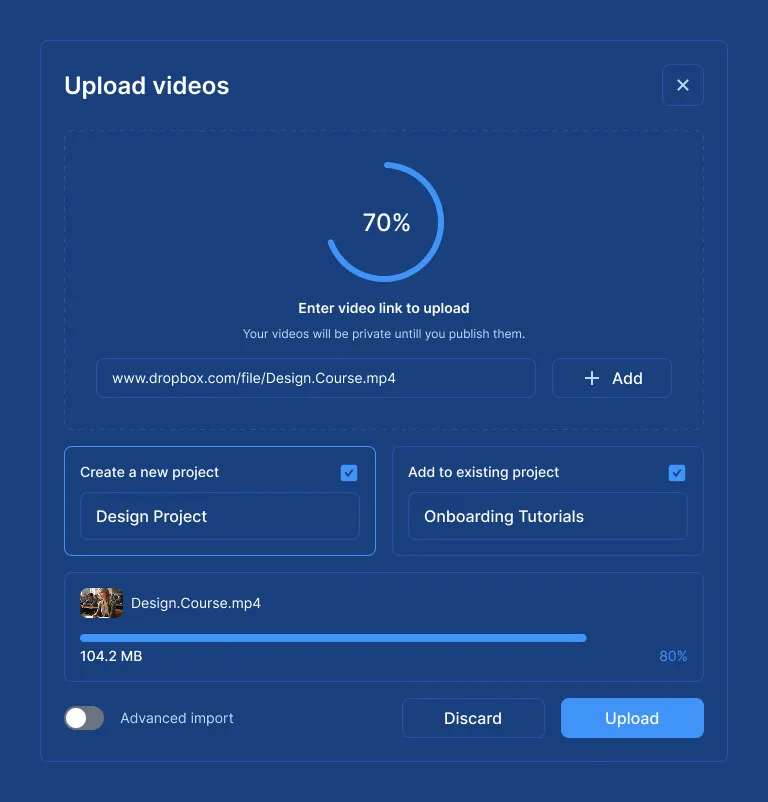 Upload videos
70%
Enter video link to upload
Your videos will be private untill you publish them.
www.dropbox.com/file/Design.Course.mp4
Add
Create a new project
Add to existing project
Design Project
Onboarding Tutorials
Design.Course.mp4
104.2 MB
80%
Advanced import
Discard
Upload